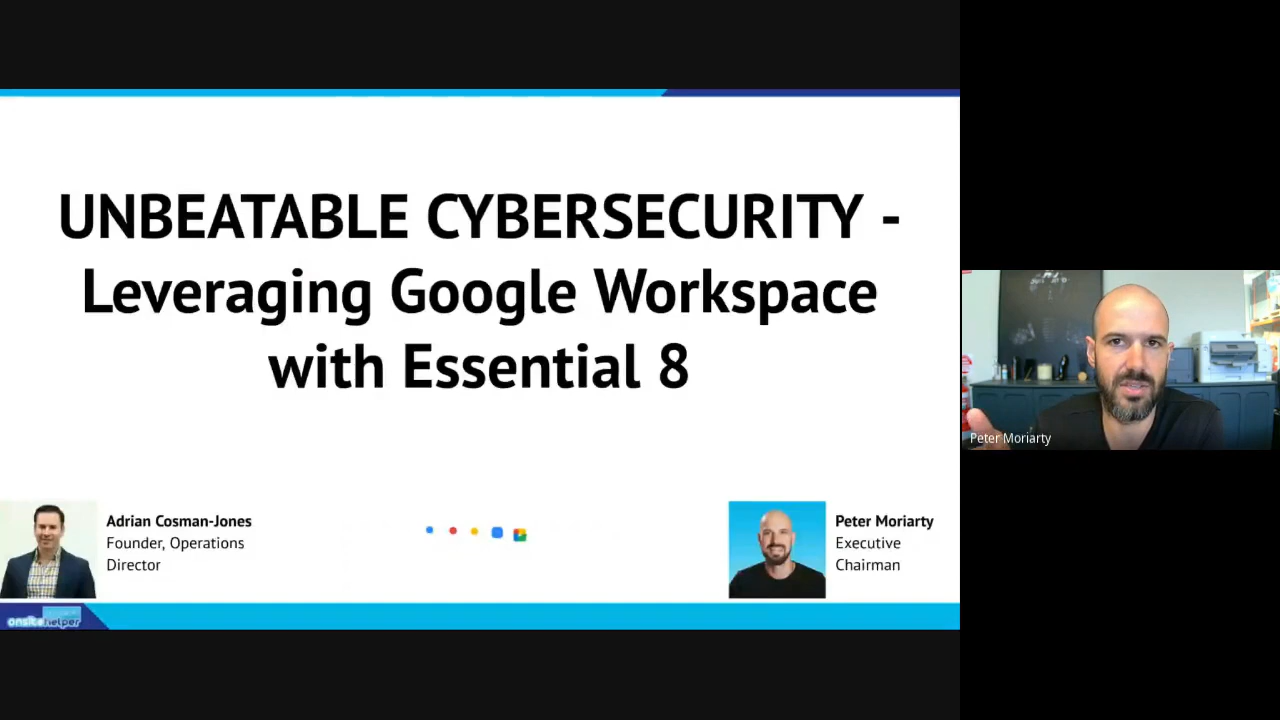 UNBEATABLE CYBERSECURITY -
Leveraging Google Workspace
with Essential 8
Adrian Cosman-Jones
Founder, Operations
Director
Peter Moriarty
Executive
Chairman
onsitehelper
Peter Moriarty